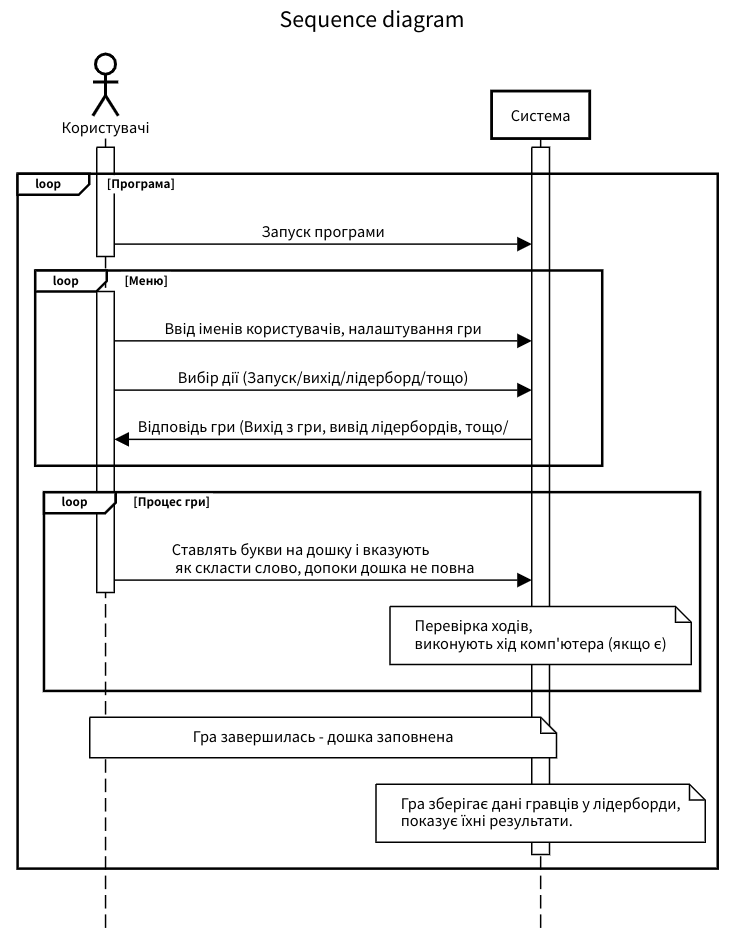 Sequence diagram
Користувачі
Система
loop [Програма]
Запуск програми
loop [Меню]
Ввід іменів користувачів, налаштування гри
Вибір дії (Запуск/вихід/лідерборд/тощо)
Відповідь гри (Вихід з гри, вивід лідербордів, тощо/
loop [Процес гри]
Ставлять букви на дошку і вказують
як скласти слово, допоки дошка не повна
Перевірка ходів,
виконують хід комп'ютера (якщо є)
Гра завершилась - дошка заповнена
Гра зберігає дані гравців у лідерборди,
показує їхні результати.